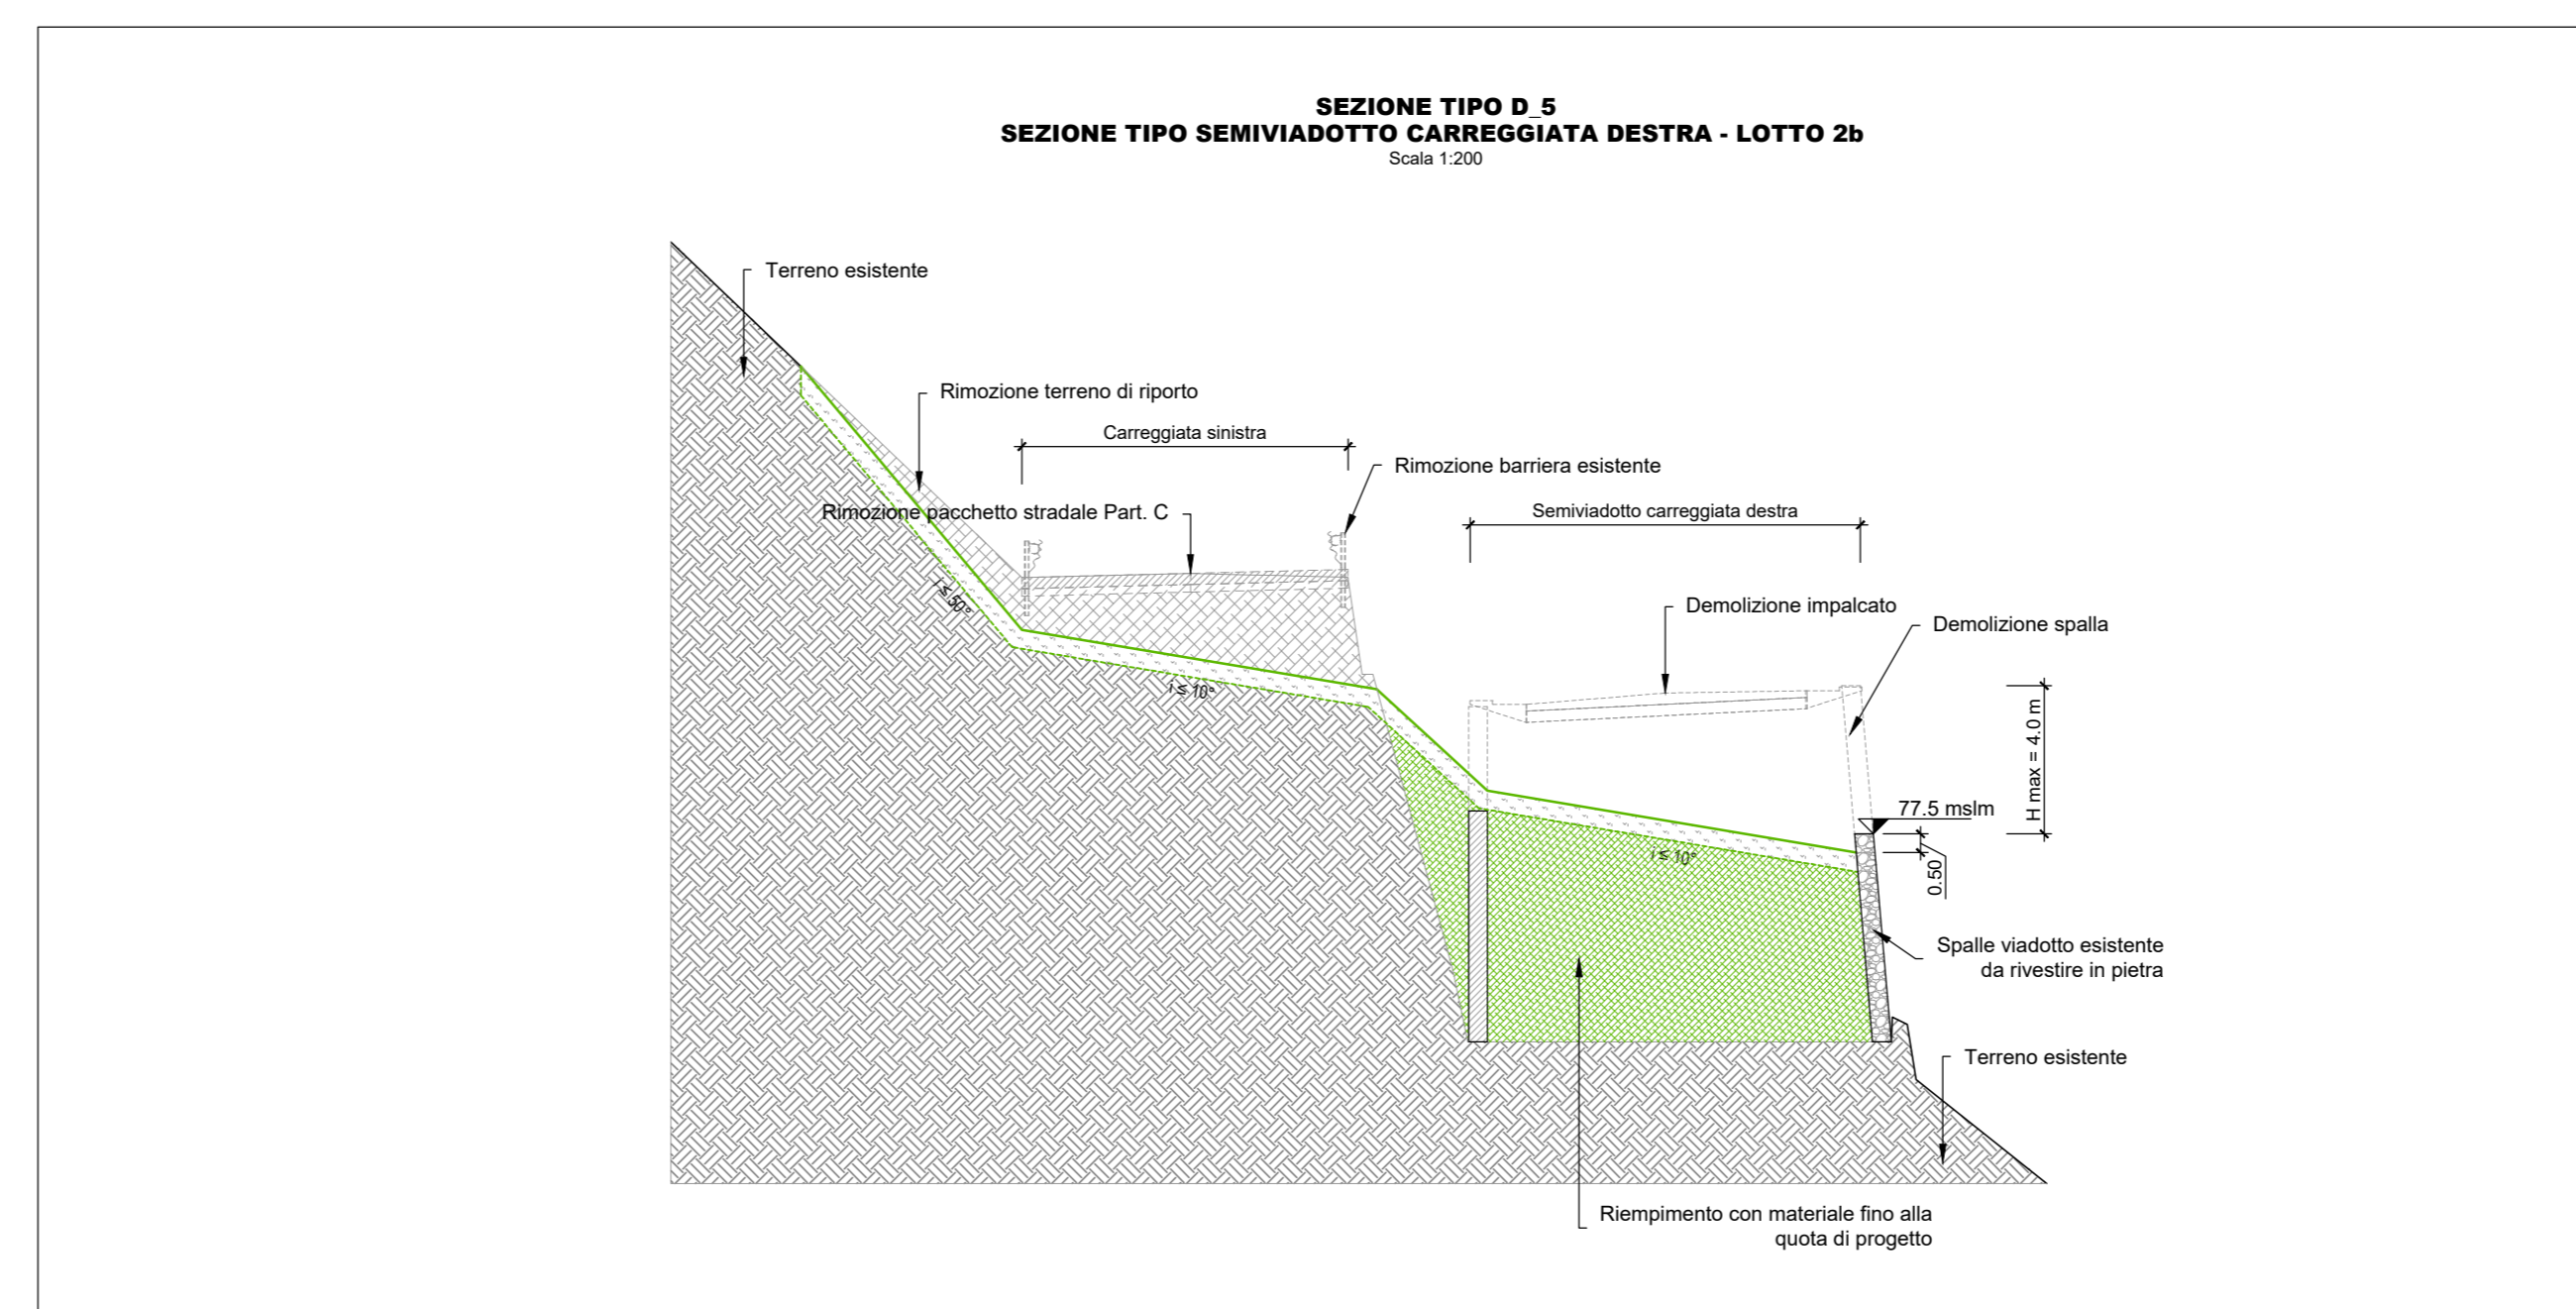 SEZIONE TIPO D_5
SEZIONE TIPO SEMIVIADOTTO CARREGGIATA DESTRA - LOTTO 2b
Scala 1:200
Terreno esistente
Rimozione terreno di riporto
Carreggiata sinistra
Rimozione barriera esistente
Rimozione pacchetto stradale Part. C
Semiviadotto carreggiata destra
i ≤ 50°
Demolizione impalcato
Demolizione spalla
i ≤ 10°
H max = 4.0 m
77.5 mslm
i ≤ 10°
0.50
Spalle viadotto esistente
da rivestire in pietra
Terreno esistente
Riempimento con materiale fino alla
quota di progetto